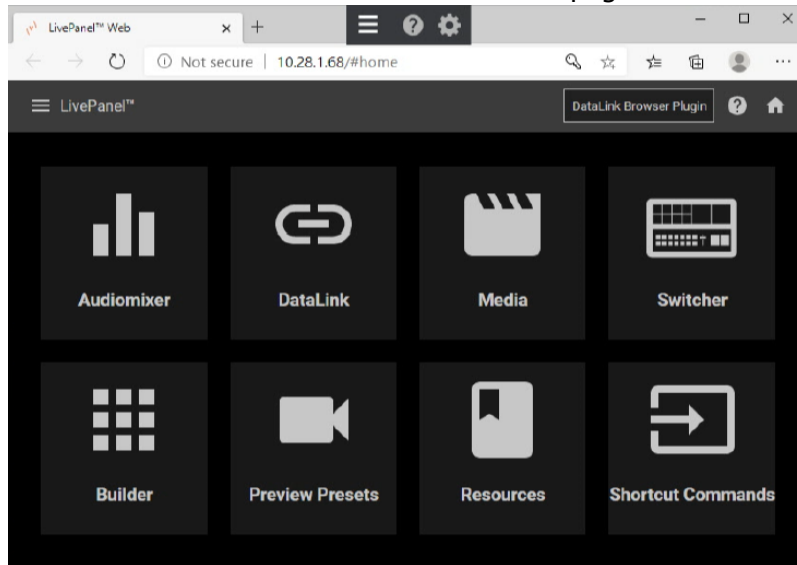 LivePanel™ Web
Not secure | 10.28.1.68/#home
LivePanel™
DataLink Browser Plugin
Audiomixer
DataLink
Media
Switcher
Builder
Preview Presets
Resources
Shortcut Commands